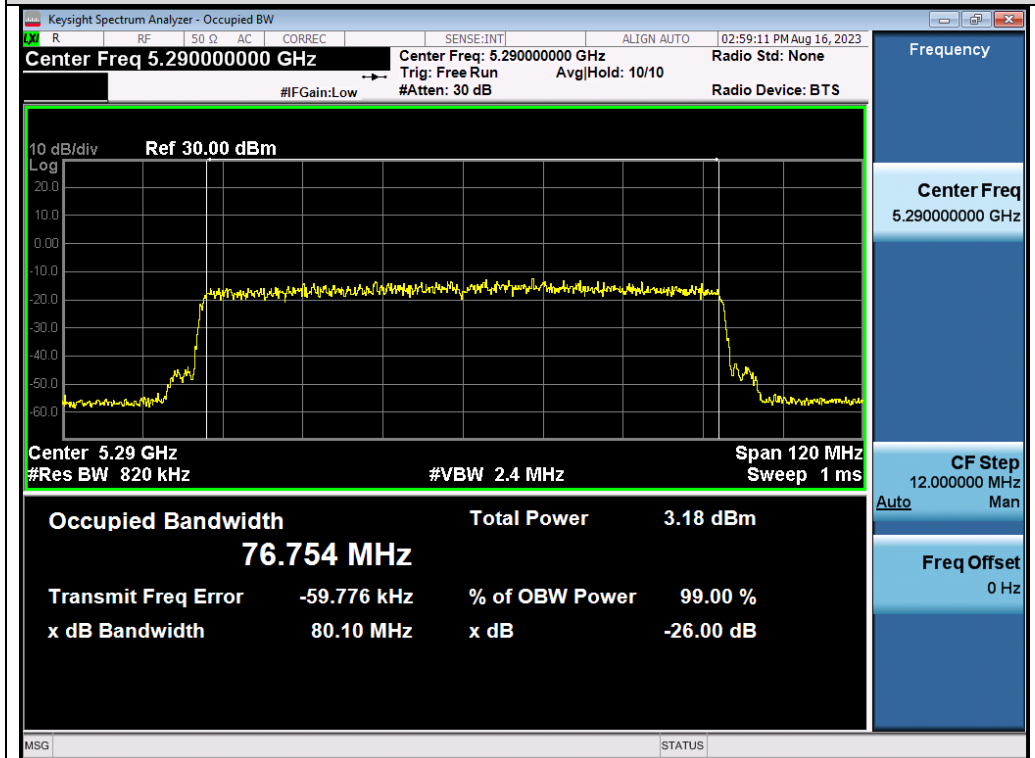 Keysight Spectrum Analyzer - Occupied BW
LXI R RF 50 Ω AC CORREC SENSE:INT ALIGN AUTO 02:59:11 PM Aug 16, 2023
Center Freq 5.290000000 GHz
Center Freq: 5.290000000 GHz Radio Std: None
Trig: Free Run Avg|Hold: 10/10
#IFGain:Low #Atten: 30 dB Radio Device: BTS
10 dB/div Ref 30.00 dBm
Log
20.0
10.0
0.00
-10.0
-20.0
-30.0
-40.0
-50.0
-60.0
Center 5.29 GHz Span 120 MHz
#Res BW 820 kHz #VBW 2.4 MHz Sweep 1 ms
Occupied Bandwidth Total Power 3.18 dBm
76.754 MHz
Transmit Freq Error -59.776 kHz % of OBW Power 99.00 %
x dB Bandwidth 80.10 MHz x dB -26.00 dB
MSG STATUS
Frequency
Center Freq
5.290000000 GHz
CF Step
12.000000 MHz
Auto Man
Freq Offset
0 Hz